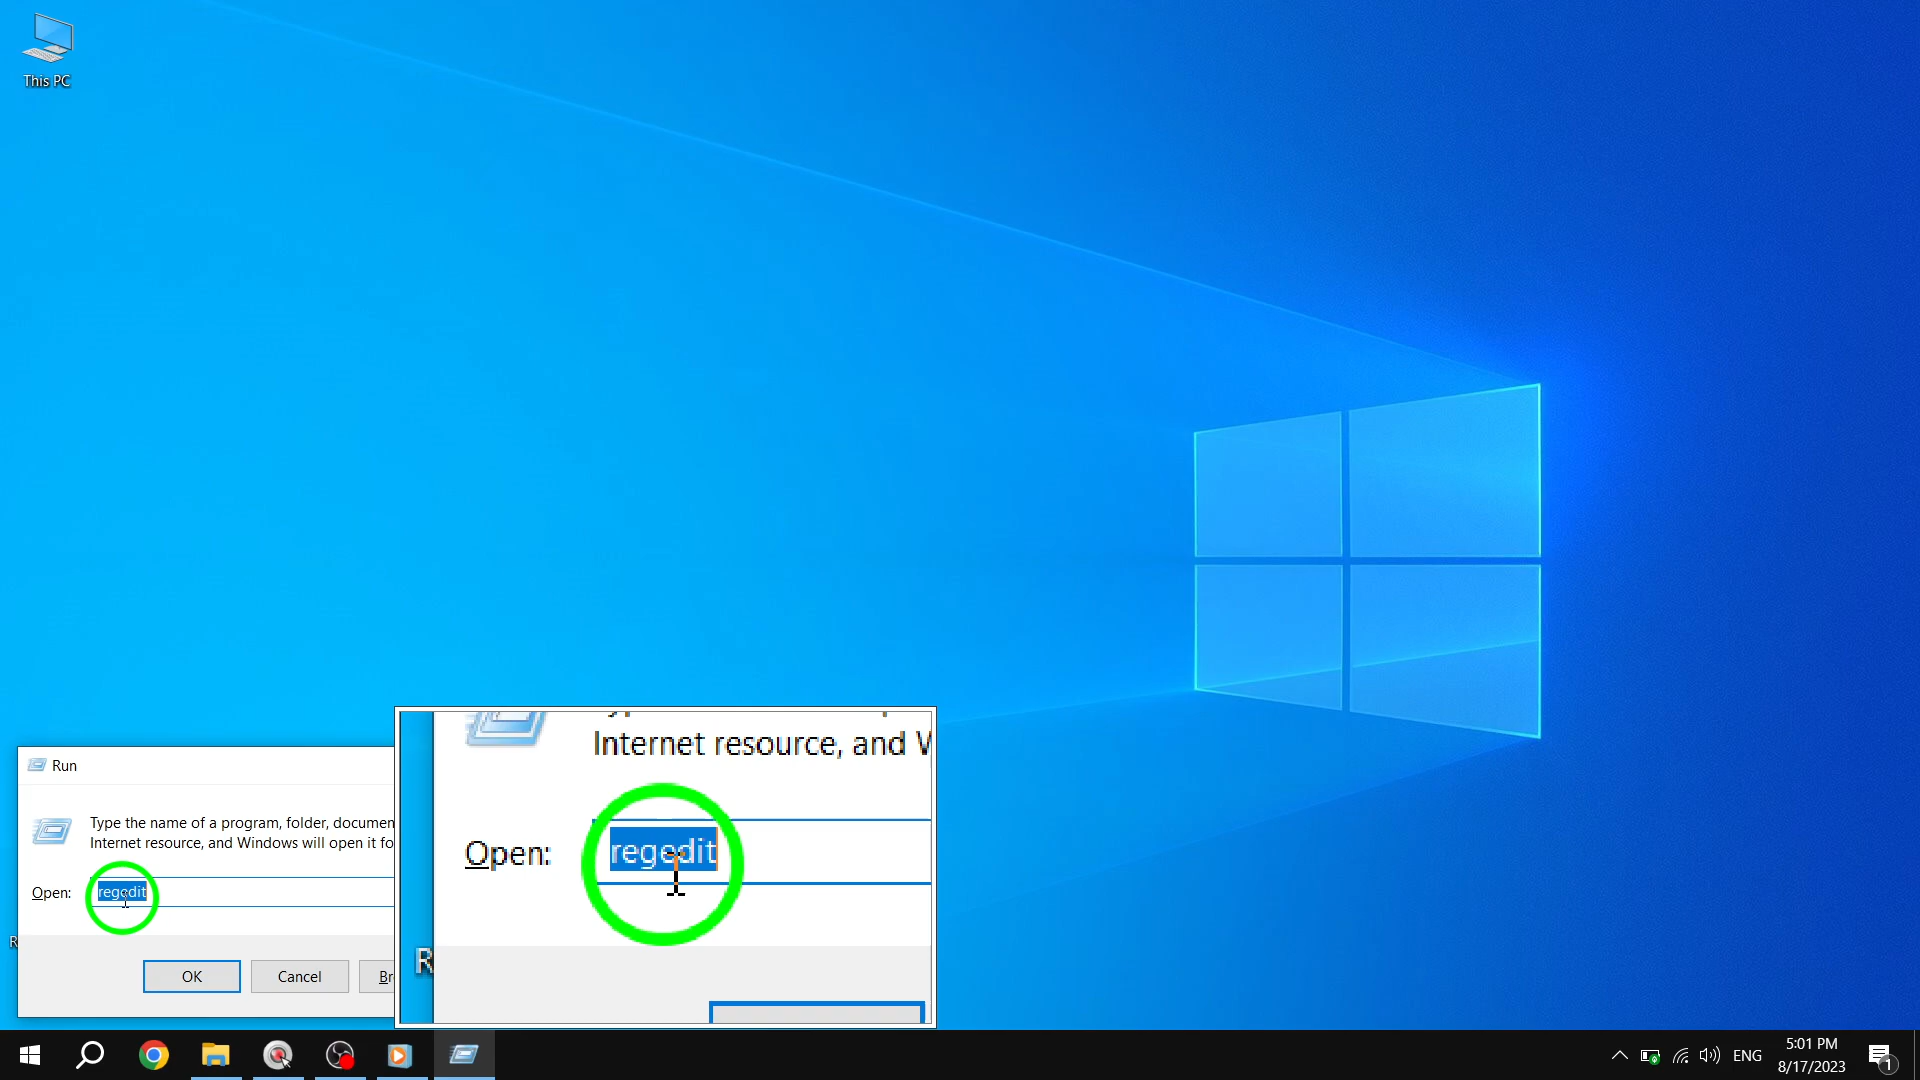 This PC
Run
Type the name of a program, folder, documen
Internet resource, and Windows will open it fo
Open:
regedit
R
OK
Cancel
Br
Internet resource, and W
Open:
regedit
R
ENG
5:01 PM
8/17/2023
1